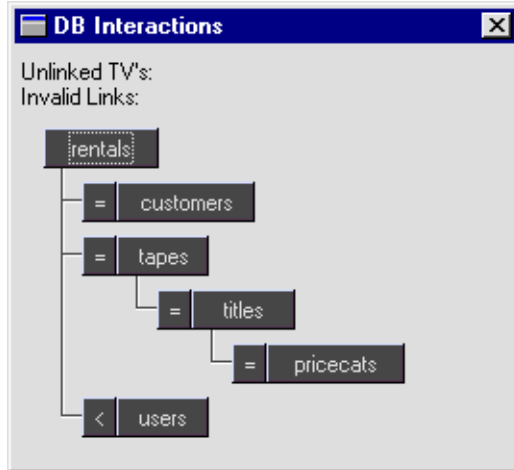 DB Interactions
Unlinked TV's:
Invalid Links:
rentals
= customers
= tapes
= titles
= pricecats
< users